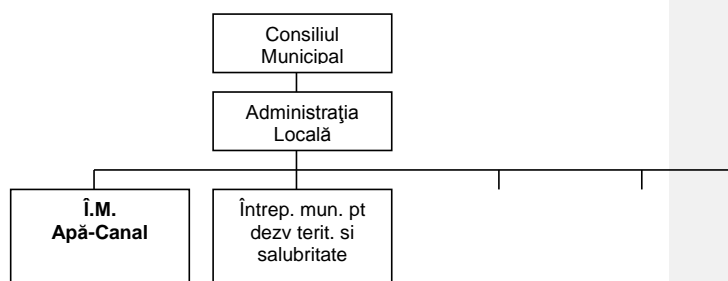 Consiliul
Municipal
Administraţia
Locală
Î.M.
Apă-Canal
Întrep. mun. pt
dezv terit. si
salubritate